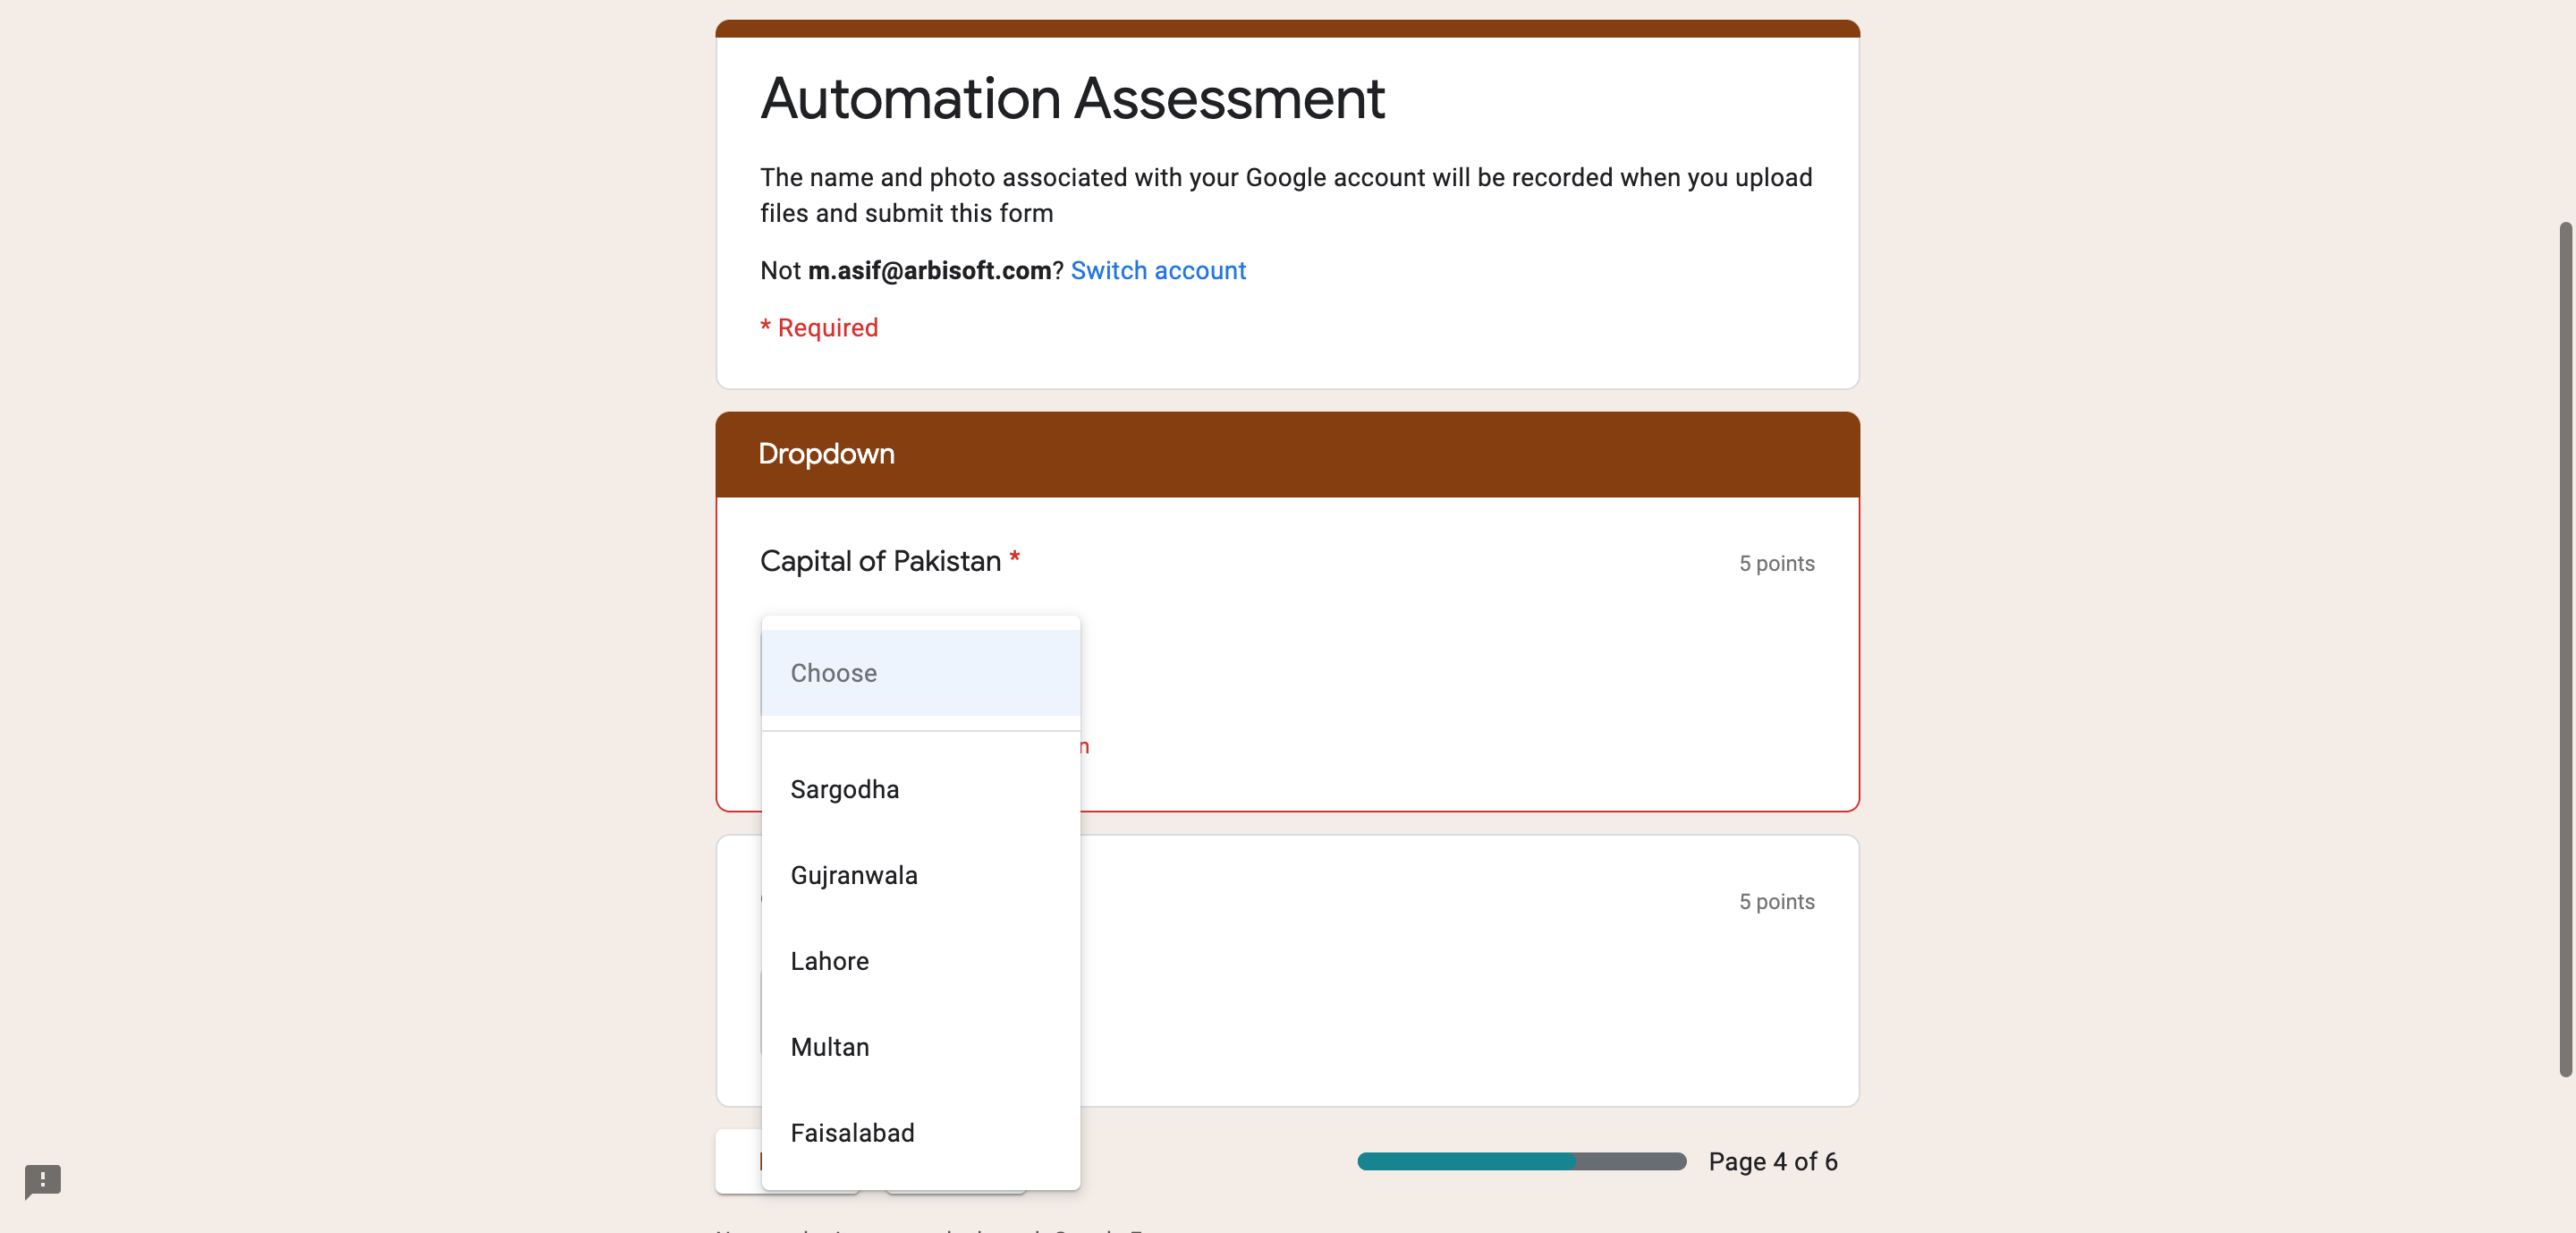 Automation Assessment
The name and photo associated with your Google account will be recorded when you upload
files and submit this form
Not m.asif@arbisoft.com? Switch account
* Required
Dropdown
Capital of Pakistan *
5 points
Choose
Sargodha
Gujranwala
5 points
Lahore
Multan
Faisalabad
Page 4 of 6